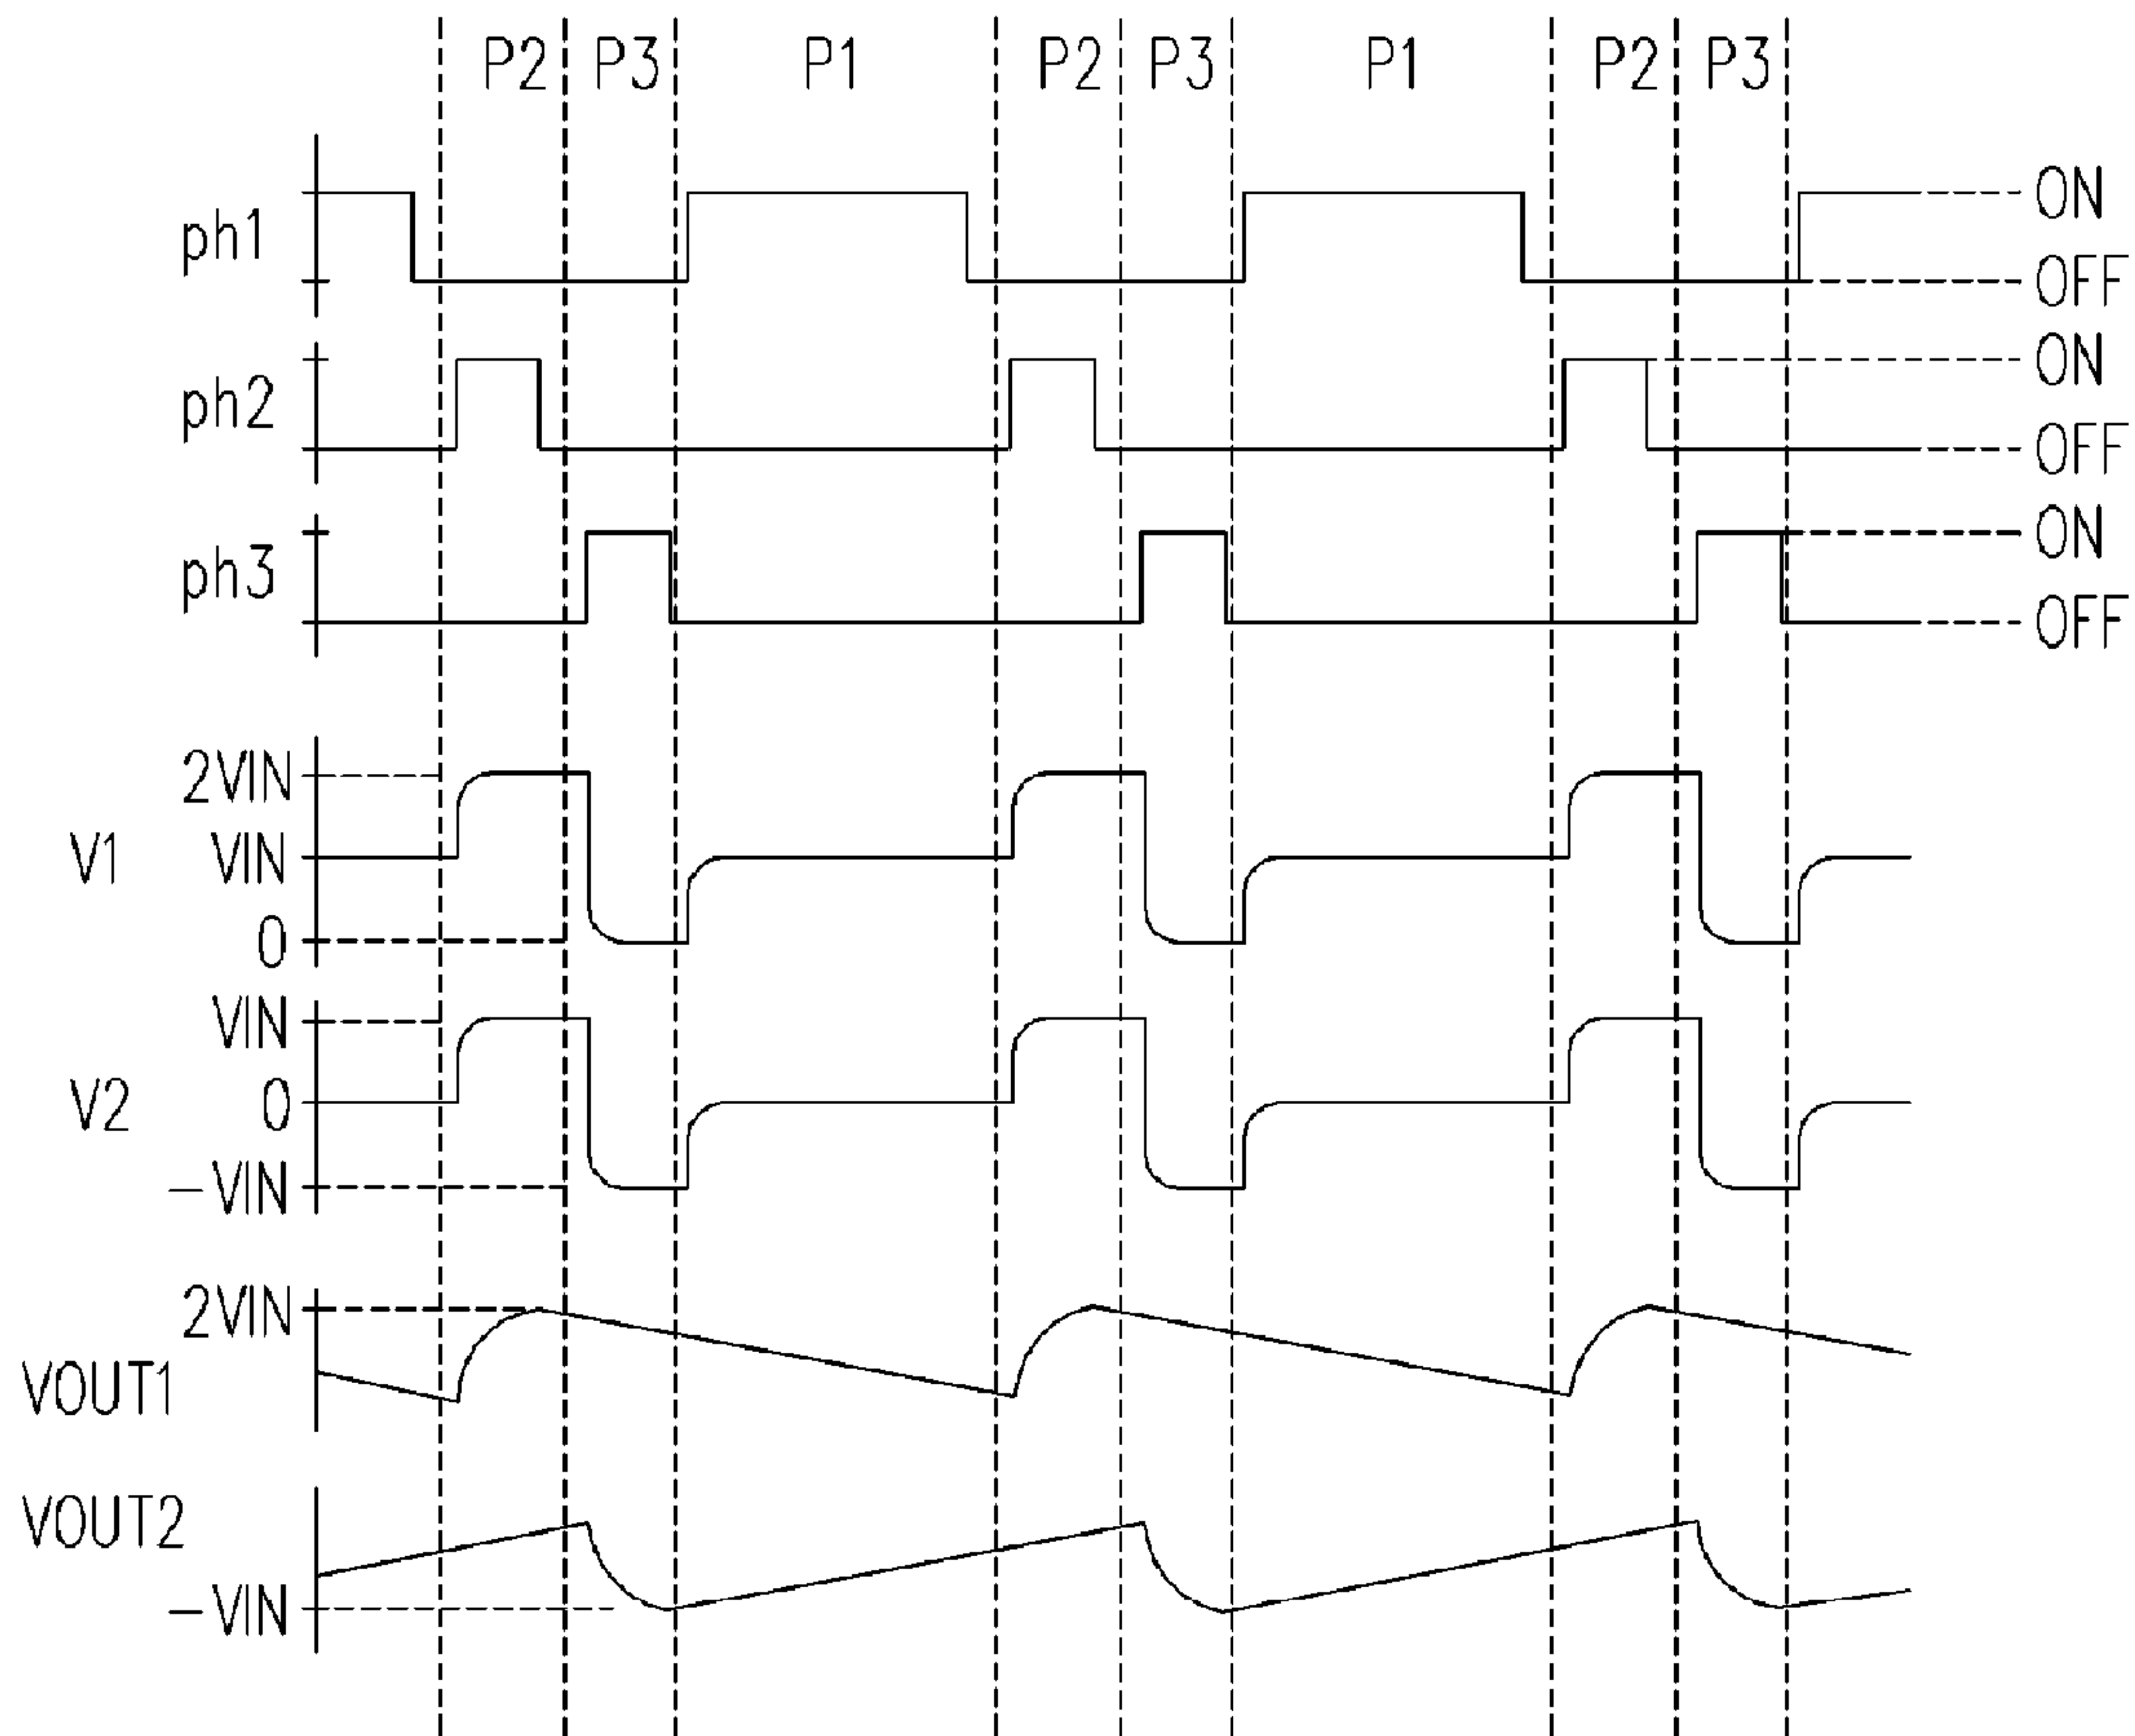 P2 P3 P1 P2 P3 P1 P2 P3
ph1 ON
OFF
ph2 ON
OFF
ph3 ON
OFF
2VIN
V1 VIN
0
VIN
V2 0
-VIN
2VIN
VOUT1
VOUT2
-VIN